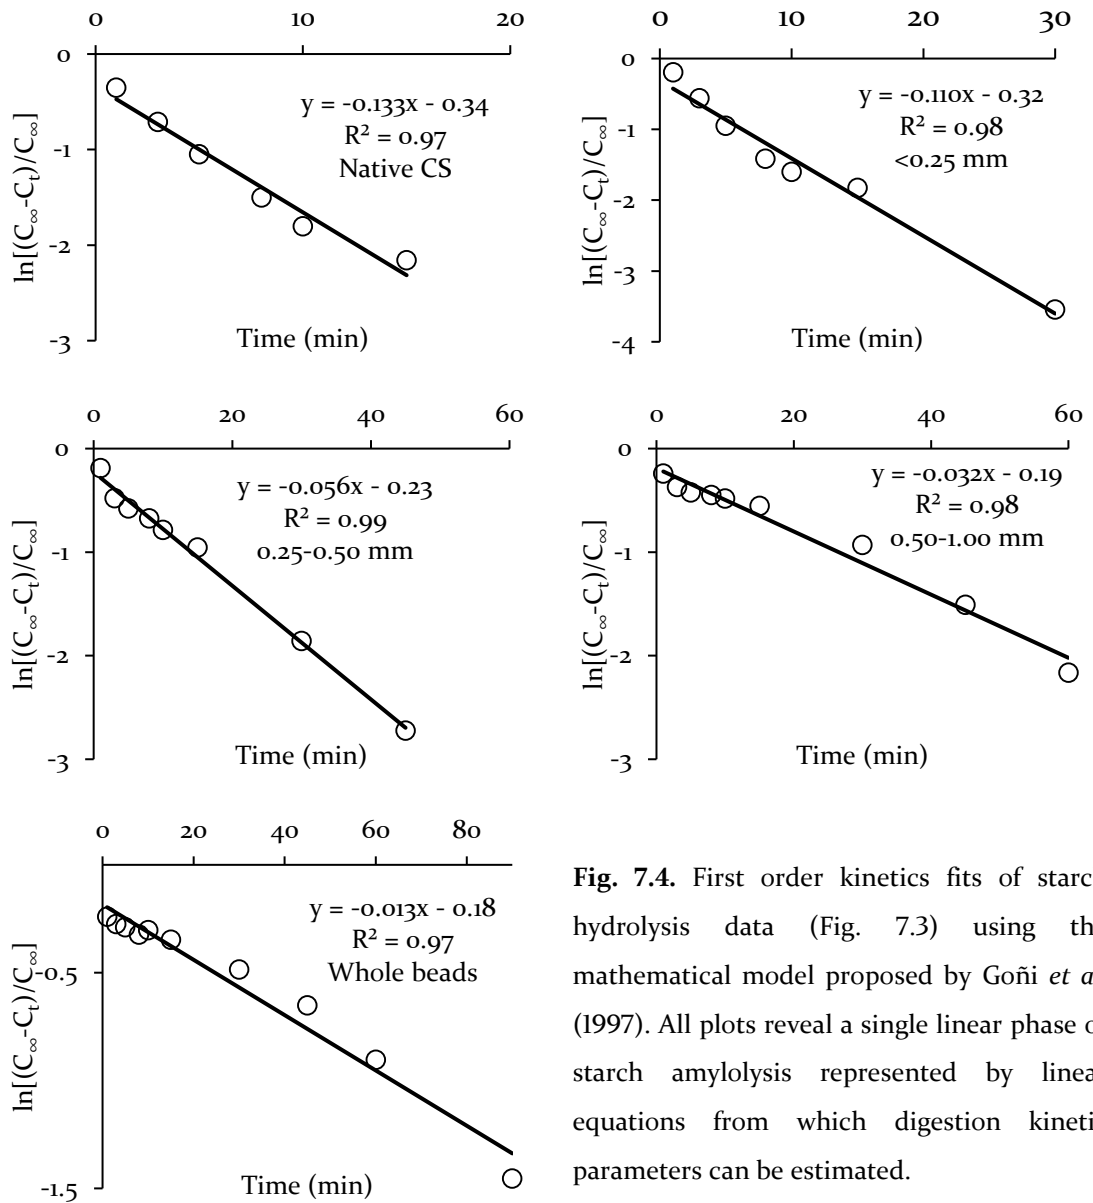 0 10 20
0
-1
-2
-3
ln[(C∞-Ct)/C∞]
y = -0.133x - 0.34
R² = 0.97
Native CS
Time (min)
0 10 20 30
0
-1
-2
-3
-4
ln[(C∞-Ct)/C∞]
y = -0.110x - 0.32
R² = 0.98
<0.25 mm
Time (min)
0 20 40 60
0
-1
-2
-3
ln[(C∞-Ct)/C∞]
y = -0.056x - 0.23
R² = 0.99
0.25-0.50 mm
Time (min)
0 20 40 60
0
-1
-2
-3
ln[(C∞-Ct)/C∞]
y = -0.032x - 0.19
R² = 0.98
0.50-1.00 mm
Time (min)
0 20 40 60 80
-0.5
-1.5
ln[(C∞-Ct)/C∞]
y = -0.013x - 0.18
R² = 0.97
Whole beads
Time (min)
Fig. 7.4. First order kinetics fits of starc
hydrolysis data (Fig. 7.3) using th
mathematical model proposed by Goñi et a
(1997). All plots reveal a single linear phase o
starch amylolysis represented by linea
equations from which digestion kineti
parameters can be estimated.